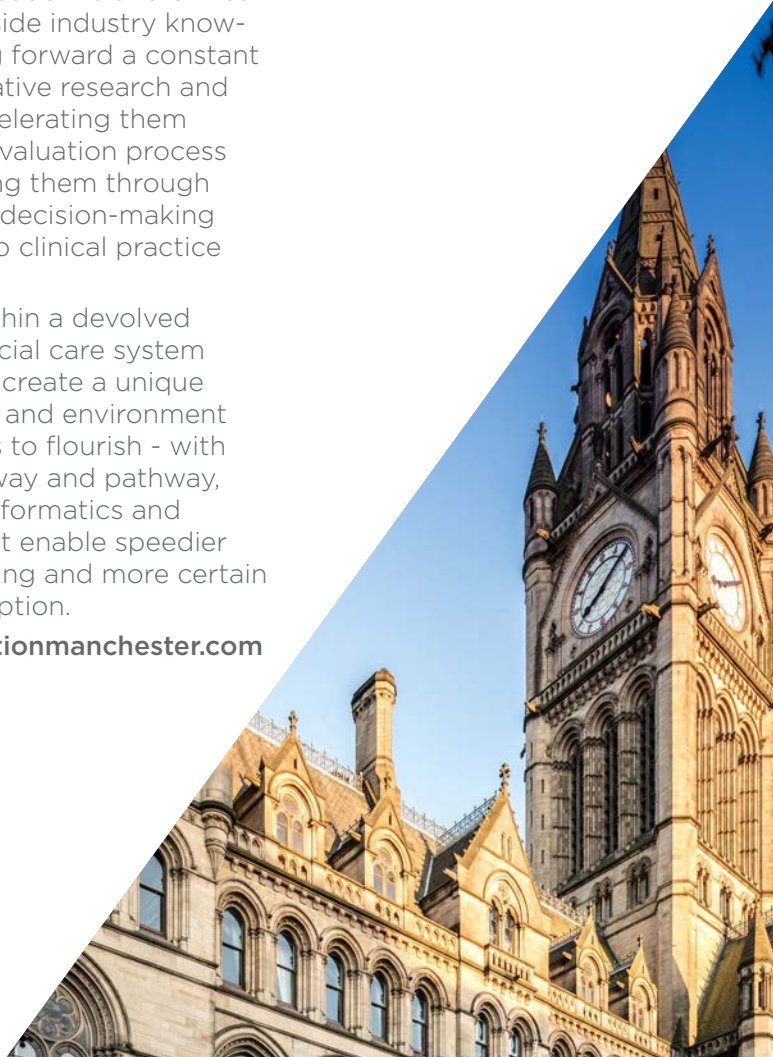 side industry know-
forward a constant
ative research and
elerating them
valuation process
ng them through
decision-making
o clinical practice
hin a devolved
cial care system
create a unique
and environment
s to flourish - with
way and pathway,
formatics and
t enable speedier
ing and more certain
ption.
tionmanchester.com